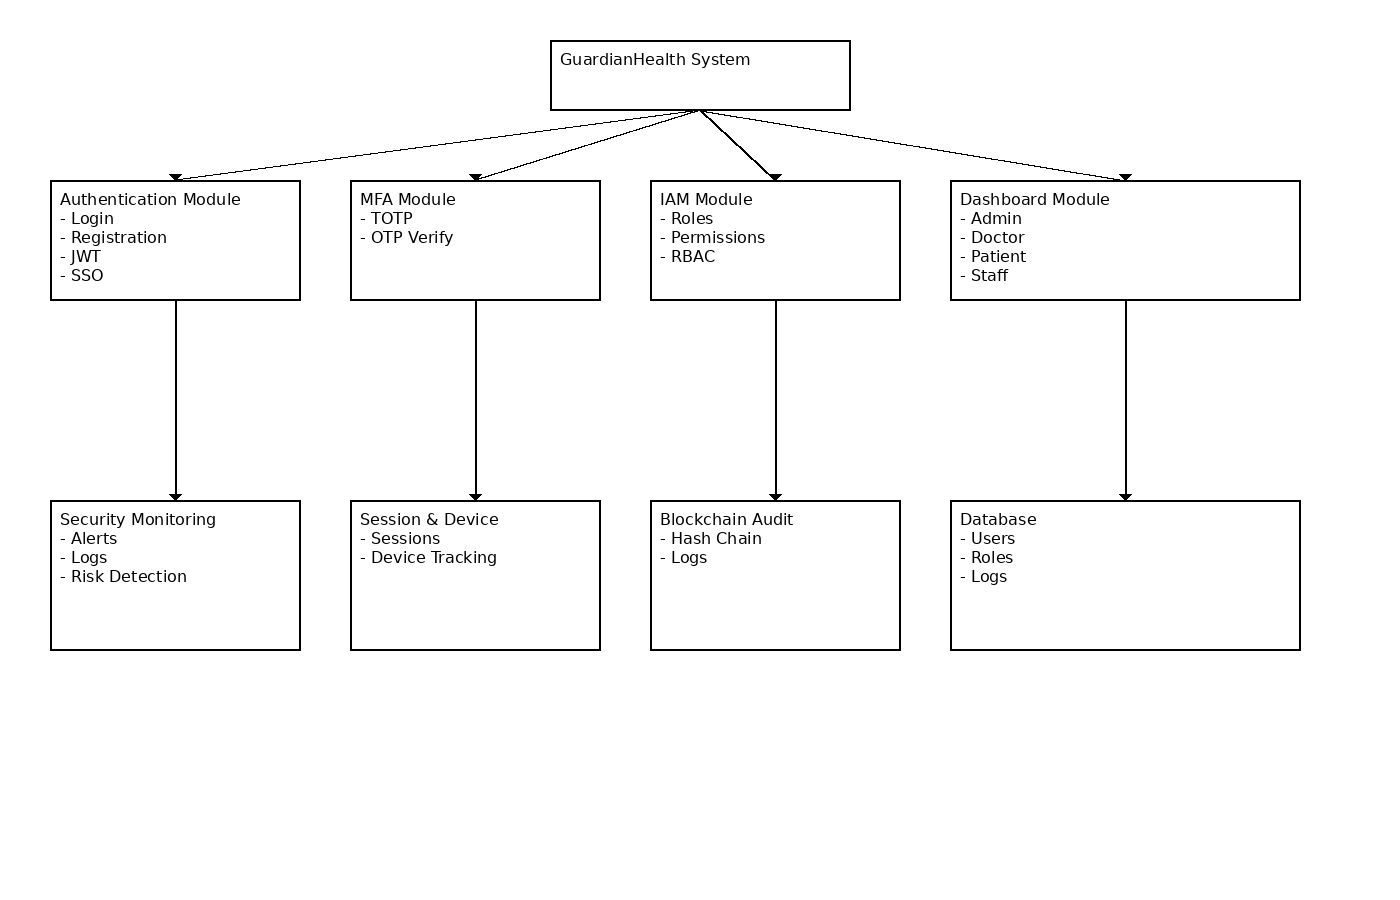 GuardianHealth System
Authentication Module
- Login
- Registration
- JWT
- SSO
MFA Module
- TOTP
- OTP Verify
IAM Module
- Roles
- Permissions
- RBAC
Dashboard Module
- Admin
- Doctor
- Patient
- Staff
Security Monitoring
- Alerts
- Logs
- Risk Detection
Session & Device
- Sessions
- Device Tracking
Blockchain Audit
- Hash Chain
- Logs
Database
- Users
- Roles
- Logs